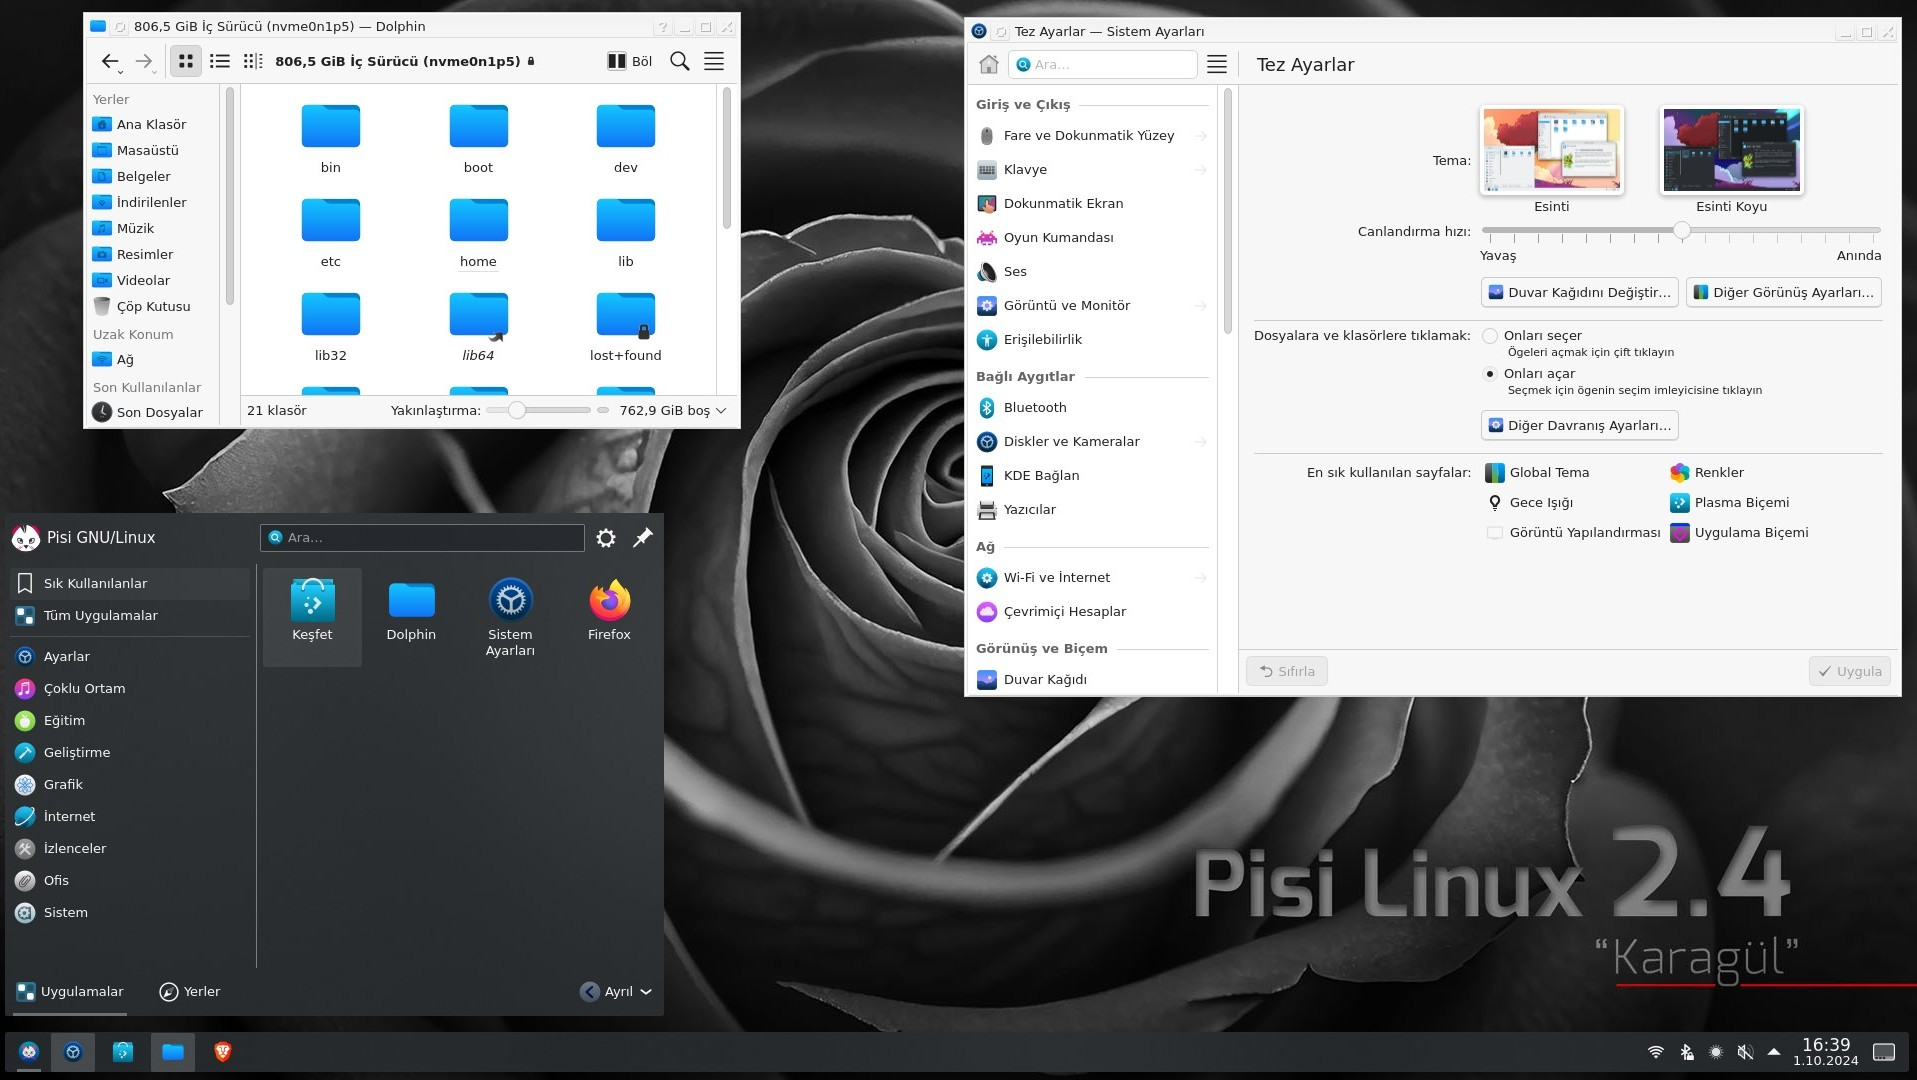 806,5 GiB İç Sürücü (nvme0n1p5) — Dolphin
806,5 GiB İç Sürücü (nvme0n1p5)
Böl
Yerler
Ana Klasör
Masaüstü
Belgeler
İndirilenler
Müzik
Resimler
Videolar
Çöp Kutusu
Uzak Konum
Ağ
Son Kullanılanlar
Son Dosyalar
bin
boot
dev
etc
home
lib
lib32
lib64
lost+found
21 klasör
Yakınlaştırma:
762,9 GiB boş
Tez Ayarlar — Sistem Ayarları
Ara...
Tez Ayarlar
Giriş ve Çıkış
Fare ve Dokunmatik Yüzey
Klavye
Dokunmatik Ekran
Oyun Kumandası
Ses
Görüntü ve Monitör
Erişilebilirlik
Bağlı Aygıtlar
Bluetooth
Diskler ve Kameralar
KDE Bağlan
Yazıcılar
Ağ
Wi-Fi ve İnternet
Çevrimiçi Hesaplar
Görünüş ve Biçem
Duvar Kağıdı
Tema:
Esinti
Esinti Koyu
Canlandırma hızı:
Yavaş
Anında
Duvar Kağıdını Değiştir...
Diğer Görünüş Ayarları...
Dosyalara ve klasörlere tıklamak:
Onları seçer
Ögeleri açmak için çift tıklayın
Onları açar
Seçmek için ögenin seçim imleyicisine tıklayın
Diğer Davranış Ayarları...
En sık kullanılan sayfalar:
Global Tema
Renkler
Gece Işığı
Plasma Biçemi
Görüntü Yapılandırması
Uygulama Biçemi
Sıfırla
Uygula
Pisi GNU/Linux
Ara...
Sık Kullanılanlar
Tüm Uygulamalar
Ayarlar
Çoklu Ortam
Eğitim
Geliştirme
Grafik
İnternet
İzlenceler
Ofis
Sistem
Keşfet
Dolphin
Sistem
Ayarları
Firefox
Uygulamalar
Yerler
Ayrıl
Pisi Linux 2.4
“Karagül”
16:39
1.10.2024